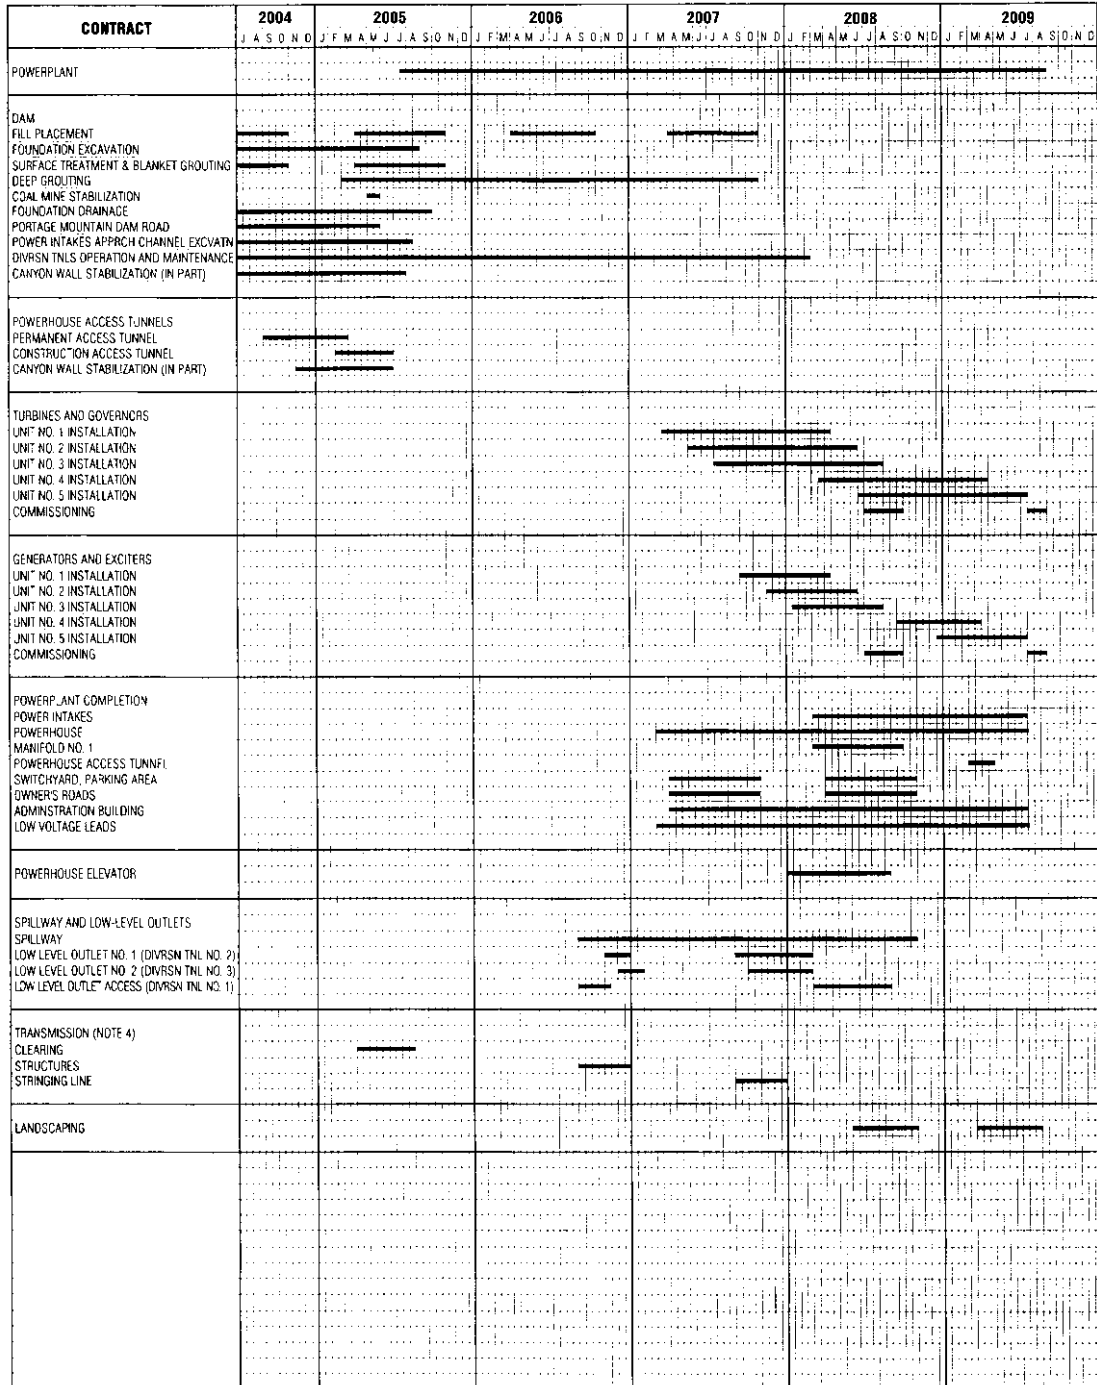 CONTRACT 2004 2005 2006 2007 2008 2009
J A S O N D J F M A M J J A S O N D J F M A M J J A S O N D J F M A M J J A S O N D J F M A M J J A S O N D J F M A M J J A S O N D
POWERPLANT
DAM
FILL PLACEMENT
FOUNDATION EXCAVATION
SURFACE TREATMENT & BLANKET GROUTING
DEEP GROUTING
COAL MINE STABILIZATION
FOUNDATION DRAINAGE
PORTAGE MOUNTAIN DAM ROAD
POWER INTAKES APPRCH CHANNEL EXCVATN
DIVRSN TNLS OPERATION AND MAINTENANCE
CANYON WALL STABILIZATION (IN PART)
POWERHOUSE ACCESS TUNNELS
PERMANENT ACCESS TUNNEL
CONSTRUCTION ACCESS TUNNEL
CANYON WALL STABILIZATION (IN PART)
TURBINES AND GOVERNORS
UNIT NO. 1 INSTALLATION
UNIT NO. 2 INSTALLATION
UNIT NO. 3 INSTALLATION
UNIT NO. 4 INSTALLATION
UNIT NO. 5 INSTALLATION
COMMISSIONING
GENERATORS AND EXCITERS
UNIT NO. 1 INSTALLATION
UNIT NO. 2 INSTALLATION
UNIT NO. 3 INSTALLATION
UNIT NO. 4 INSTALLATION
UNIT NO. 5 INSTALLATION
COMMISSIONING
POWERPLANT COMPLETION
POWER INTAKES
POWERHOUSE
MANIFOLD NO. 1
POWERHOUSE ACCESS TUNNEL
SWITCHYARD, PARKING AREA
OWNER'S ROADS
ADMINSTRATION BUILDING
LOW VOLTAGE LEADS
POWERHOUSE ELEVATOR
SPILLWAY AND LOW-LEVEL OUTLETS
SPILLWAY
LOW LEVEL OUTLET NO. 1 (DIVRSN TNL NO. 2)
LOW LEVEL OUTLET NO. 2 (DIVRSN TNL NO. 3)
LOW LEVEL OUTLET ACCESS (DIVRSN TNL NO. 1)
TRANSMISSION (NOTE 4)
CLEARING
STRUCTURES
STRINGING LINE
LANDSCAPING